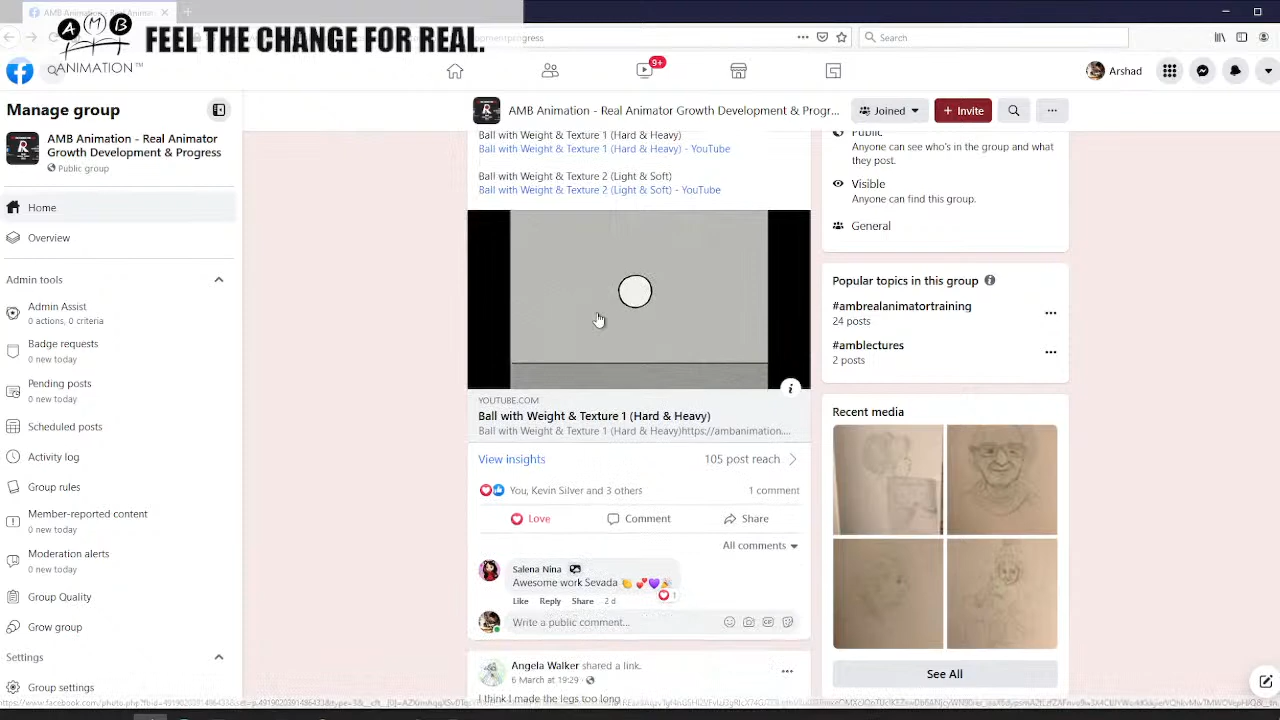 AMB Animation - Real Anim
A M B
ANIMATION™
FEEL THE CHANGE FOR REAL.
Search
9+
Arshad
Manage group
AMB Animation - Real Animator
Growth Development & Progress
Public group
Home
Overview
Admin tools
Admin Assist
0 actions, 0 criteria
Badge requests
0 new today
Pending posts
0 new today
Scheduled posts
Activity log
Group rules
Member-reported content
0 new today
Moderation alerts
0 new today
Group Quality
Grow group
Settings
Group settings
AMB Animation - Real Animator Growth Development & Progr...
Joined
+ Invite
Ball with Weight & Texture 1 (Hard & Heavy)
Ball with Weight & Texture 1 (Hard & Heavy) - YouTube
Ball with Weight & Texture 2 (Light & Soft)
Ball with Weight & Texture 2 (Light & Soft) - YouTube
YOUTUBE.COM
Ball with Weight & Texture 1 (Hard & Heavy)
Ball with Weight & Texture 1 (Hard & Heavy)https://ambanimation....
View insights
105 post reach
You, Kevin Silver and 3 others
1 comment
Love
Comment
Share
All comments
Salena Nina
Awesome work Sevada 👏 💕💜🎉
1
Like Reply Share 2 d
Write a public comment...
Angela Walker shared a link.
6 March at 19:29
I think I made the legs too long
Public
Anyone can see who's in the group and what
they post.
Visible
Anyone can find this group.
General
Popular topics in this group
#ambrealanimatortraining
24 posts
#amblectures
2 posts
Recent media
See All